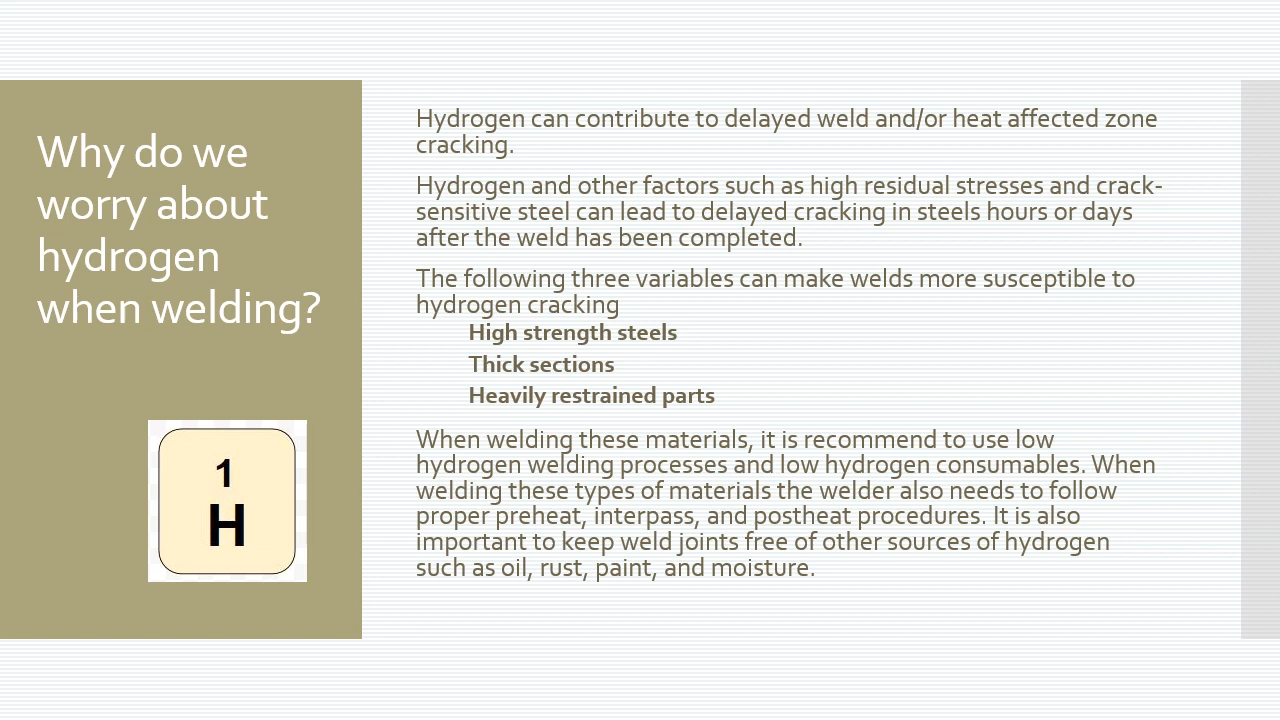 Why do we
worry about
hydrogen
when welding?
1
H
Hydrogen can contribute to delayed weld and/or heat affected zone
cracking.
Hydrogen and other factors such as high residual stresses and crack-
sensitive steel can lead to delayed cracking in steels hours or days
after the weld has been completed.
The following three variables can make welds more susceptible to
hydrogen cracking
High strength steels
Thick sections
Heavily restrained parts
When welding these materials, it is recommend to use low
hydrogen welding processes and low hydrogen consumables. When
welding these types of materials the welder also needs to follow
proper preheat, interpass, and postheat procedures. It is also
important to keep weld joints free of other sources of hydrogen
such as oil, rust, paint, and moisture.